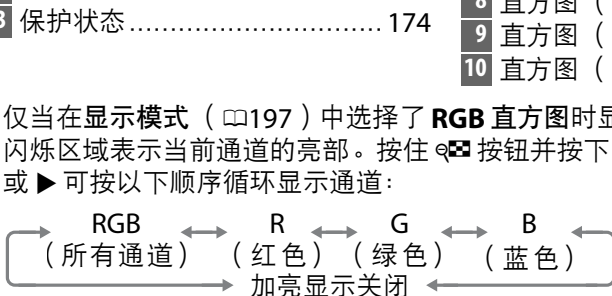 3 保护状态 174
8 直方图（
9 直方图（
10 直方图（
仅当在显示模式（197）中选择了 RGB 直方图时显
闪烁区域表示当前通道的亮部。按住 按钮并按下
或 ▶ 可按以下顺序循环显示通道：
RGB R G B
（所有通道）（红色）（绿色）（蓝色）
加亮显示关闭